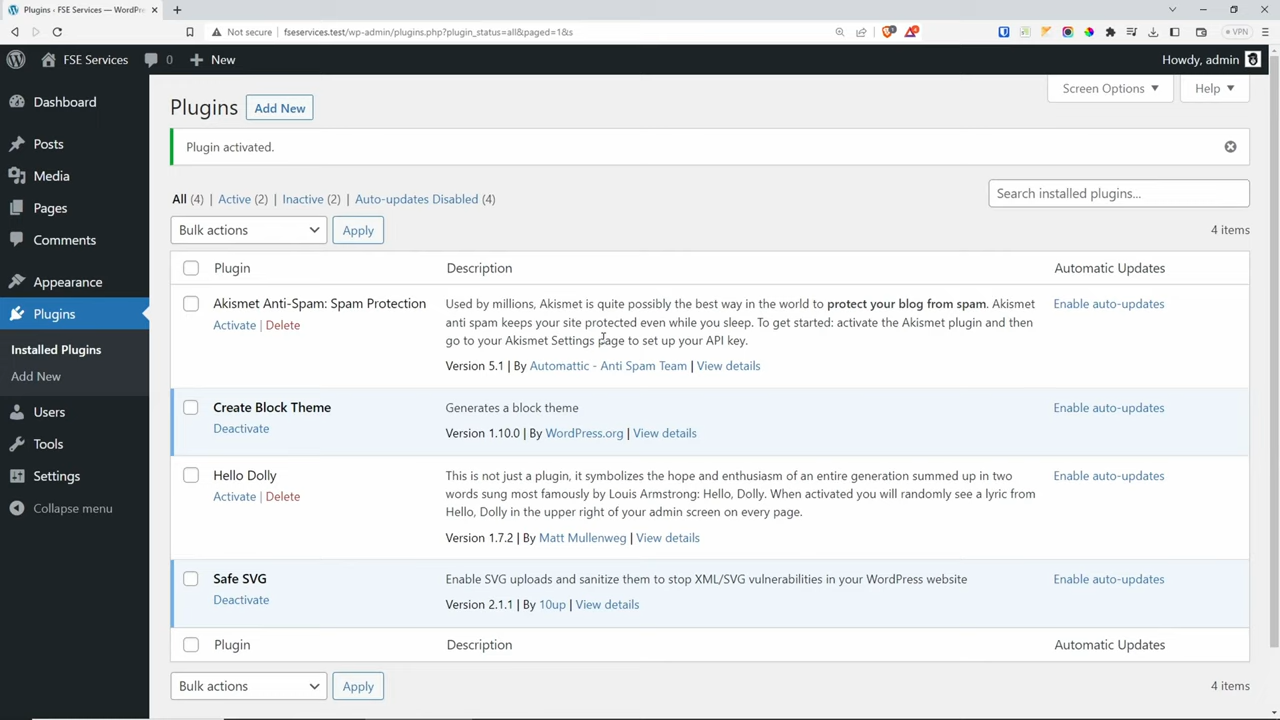 Plugins ‹ FSE Services — WordPr
Not secure
fseservices.test/wp-admin/plugins.php?plugin_status=all&paged=1&s
VPN
FSE Services
0
New
Howdy, admin
Dashboard
Posts
Media
Pages
Comments
Appearance
Plugins
Installed Plugins
Add New
Users
Tools
Settings
Collapse menu
Screen Options
Help
Plugins
Add New
Plugin activated.
All (4) | Active (2) | Inactive (2) | Auto-updates Disabled (4)
Search installed plugins...
Bulk actions
Apply
4 items
Plugin
Description
Automatic Updates
Akismet Anti-Spam: Spam Protection
Activate | Delete
Used by millions, Akismet is quite possibly the best way in the world to protect your blog from spam. Akismet
anti spam keeps your site protected even while you sleep. To get started: activate the Akismet plugin and then
go to your Akismet Settings page to set up your API key.
Version 5.1 | By Automattic - Anti Spam Team | View details
Enable auto-updates
Create Block Theme
Deactivate
Generates a block theme
Version 1.10.0 | By WordPress.org | View details
Enable auto-updates
Hello Dolly
Activate | Delete
This is not just a plugin, it symbolizes the hope and enthusiasm of an entire generation summed up in two
words sung most famously by Louis Armstrong: Hello, Dolly. When activated you will randomly see a lyric from
Hello, Dolly in the upper right of your admin screen on every page.
Version 1.7.2 | By Matt Mullenweg | View details
Enable auto-updates
Safe SVG
Deactivate
Enable SVG uploads and sanitize them to stop XML/SVG vulnerabilities in your WordPress website
Version 2.1.1 | By 10up | View details
Enable auto-updates
Plugin
Description
Automatic Updates
Bulk actions
Apply
4 items